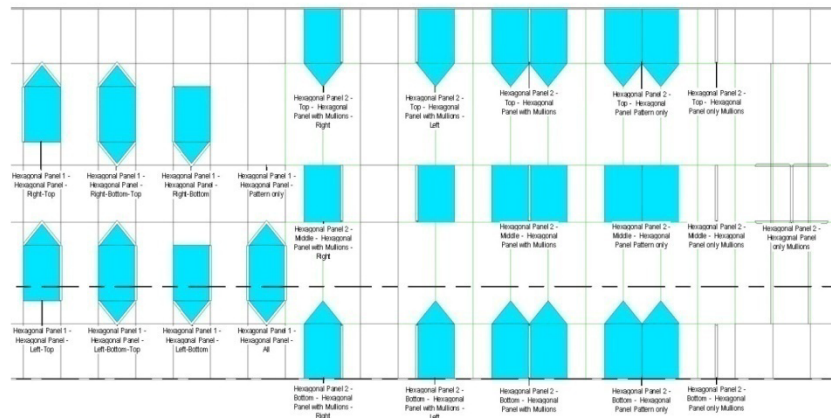 Hexagonal Panel 2 -
Top - Hexagonal
Panel with Mullions -
Right
Hexagonal Panel 2 -
Top - Hexagonal
Panel with Mullions -
Left
Hexagonal Panel 2 -
Top - Hexagonal
Panel with Mullions
Hexagonal Panel 2 -
Top - Hexagonal
Panel Pattern only
Hexagonal Panel 2 -
Top - Hexagonal
Panel only Mullions
Hexagonal Panel 1 -
Hexagonal Panel -
Right-Top
Hexagonal Panel 1 -
Hexagonal Panel -
Right-Bottom-Top
Hexagonal Panel 1 -
Hexagonal Panel -
Right-Bottom
Hexagonal Panel 1 -
Hexagonal Panel -
Pattern only
Hexagonal Panel 2 -
Middle - Hexagonal
Panel with Mullions -
Right
Hexagonal Panel 2 -
Middle - Hexagonal
Panel with Mullions
Hexagonal Panel 2 -
Middle - Hexagonal
Panel Pattern only
Hexagonal Panel 2 -
Middle - Hexagonal
Panel only Mullions
Hexagonal Panel 2 -
Hexagonal Panel
only Mullions
Hexagonal Panel 1 -
Hexagonal Panel -
Left-Top
Hexagonal Panel 1 -
Hexagonal Panel -
Left-Bottom-Top
Hexagonal Panel 1 -
Hexagonal Panel -
Left-Bottom
Hexagonal Panel 1 -
Hexagonal Panel -
All
Hexagonal Panel 2 -
Bottom - Hexagonal
Panel with Mullions -
Right
Hexagonal Panel 2 -
Bottom - Hexagonal
Panel with Mullions -
Left
Hexagonal Panel 2 -
Bottom - Hexagonal
Panel with Mullions
Hexagonal Panel 2 -
Bottom - Hexagonal
Panel Pattern only
Hexagonal Panel 2 -
Bottom - Hexagonal
Panel only Mullions